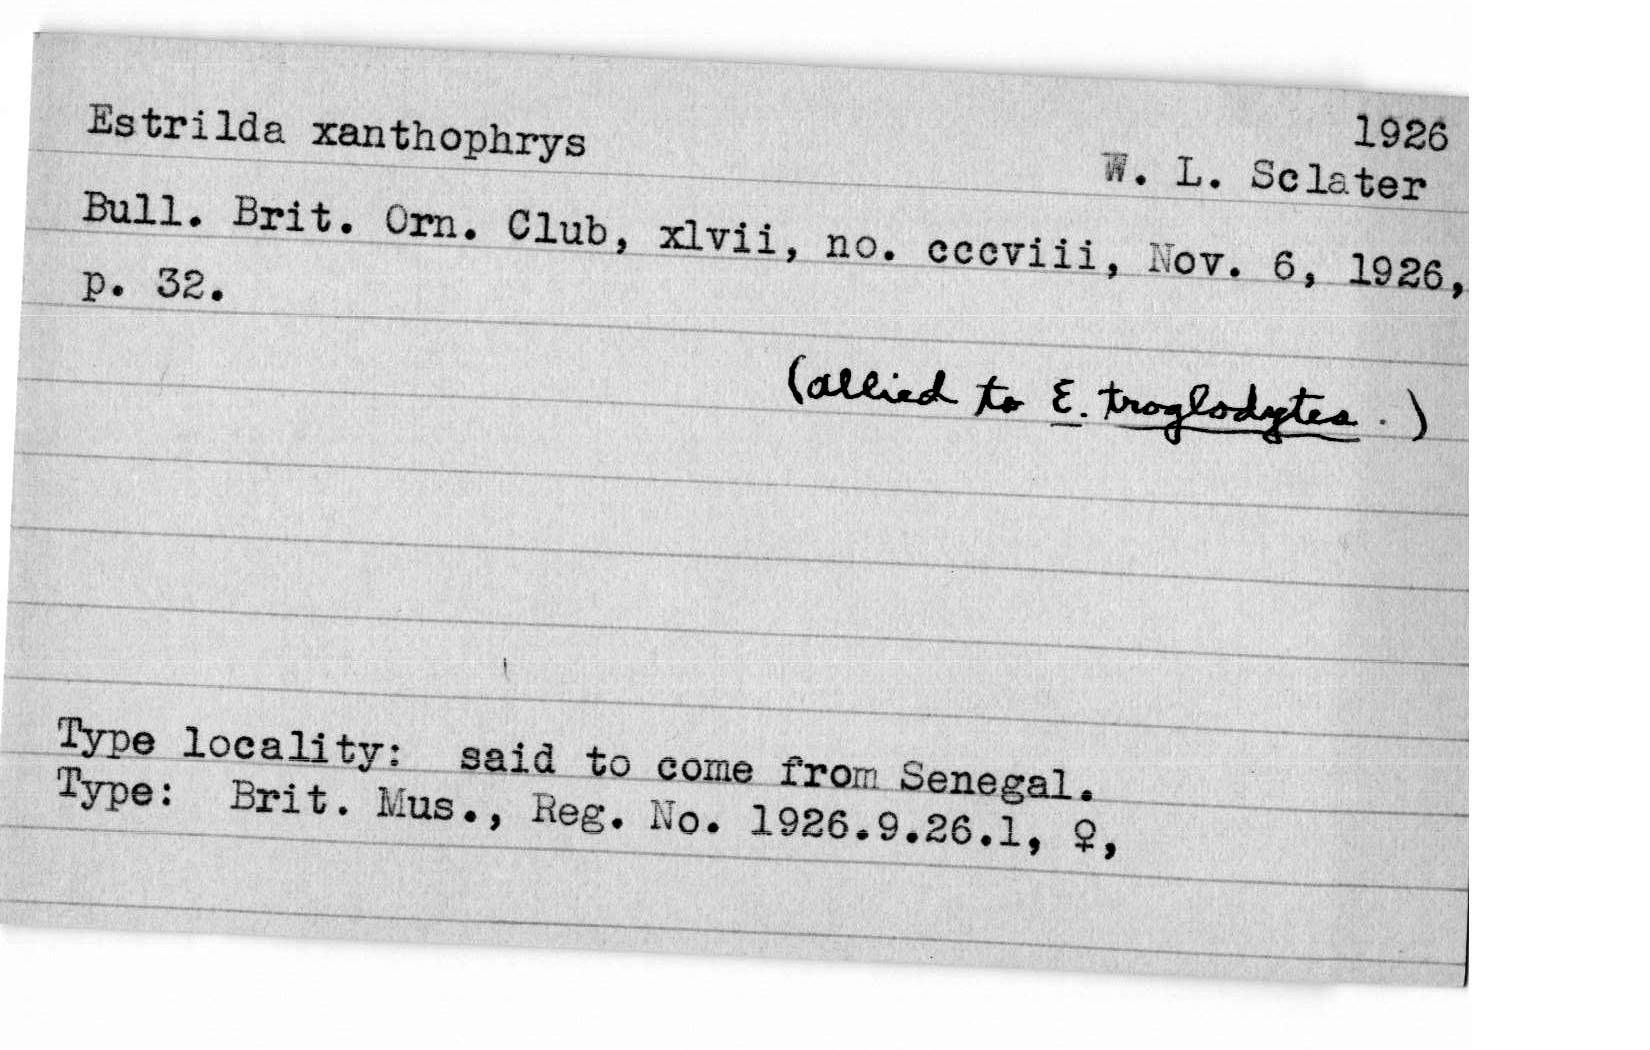 1926
Estrilda xanthophrys W. L. Sclater
Bull. Brit. Orn. Club, xlvii, no. cccviii, Nov. 6, 1926,
p. 32.
(allied to E. troglodytes.)
Type locality: said to come from Senegal.
Type: Brit. Mus., Reg. No. 1926.9.26.1, ♀,